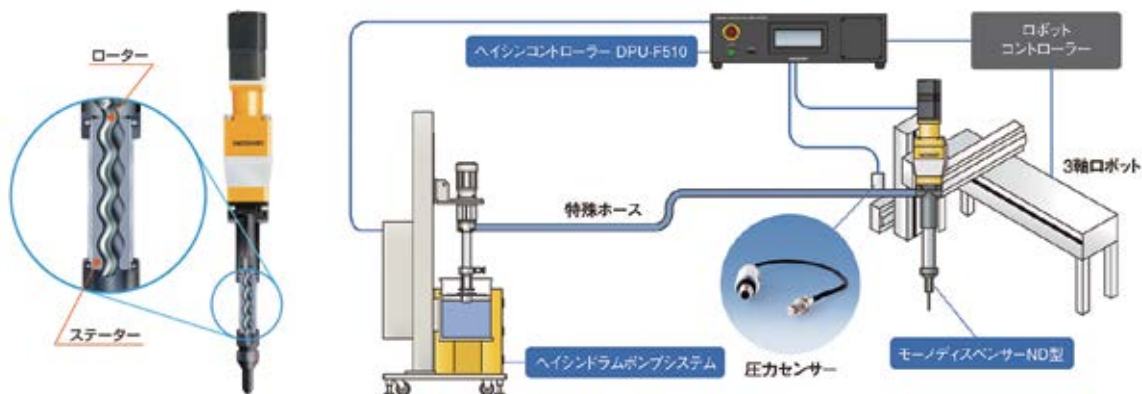 ローター
ステーター
ヘイシンコントローラー DPU-F510
ロボット
コントローラー
3軸ロボット
特殊ホース
圧力センサー
ヘイシンドラムポンプシステム
モーノディスペンサーND型